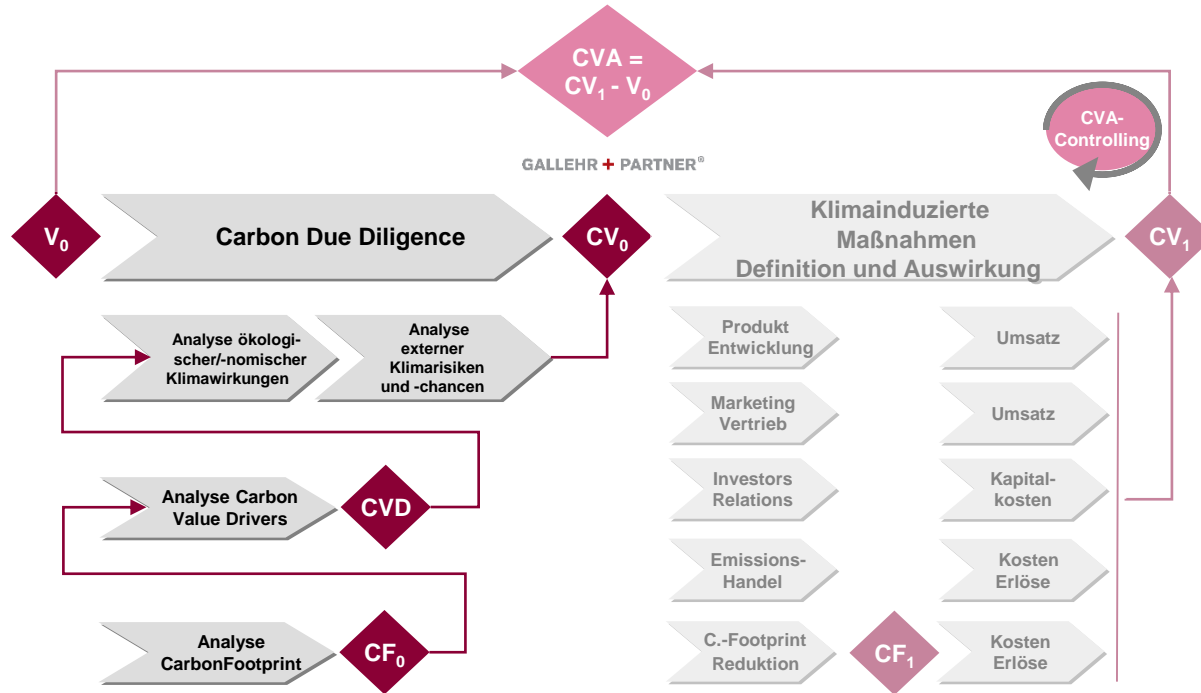 CVA =
CV₁ - V₀
CVA-
Controlling
GALLEHR + PARTNER®
V₀
Carbon Due Diligence
CV₀
Klimainduzierte
Maßnahmen
Definition und Auswirkung
CV₁
Analyse ökologi-
scher/-nomischer
Klimawirkungen
Analyse
externer
Klimarisiken
und -chancen
Analyse Carbon
Value Drivers
CVD
Analyse
CarbonFootprint
CF₀
Produkt
Entwicklung
Umsatz
Marketing
Vertrieb
Umsatz
Investors
Relations
Kapital-
kosten
Emissions-
Handel
Kosten
Erlöse
C.-Footprint
Reduktion
CF₁
Kosten
Erlöse